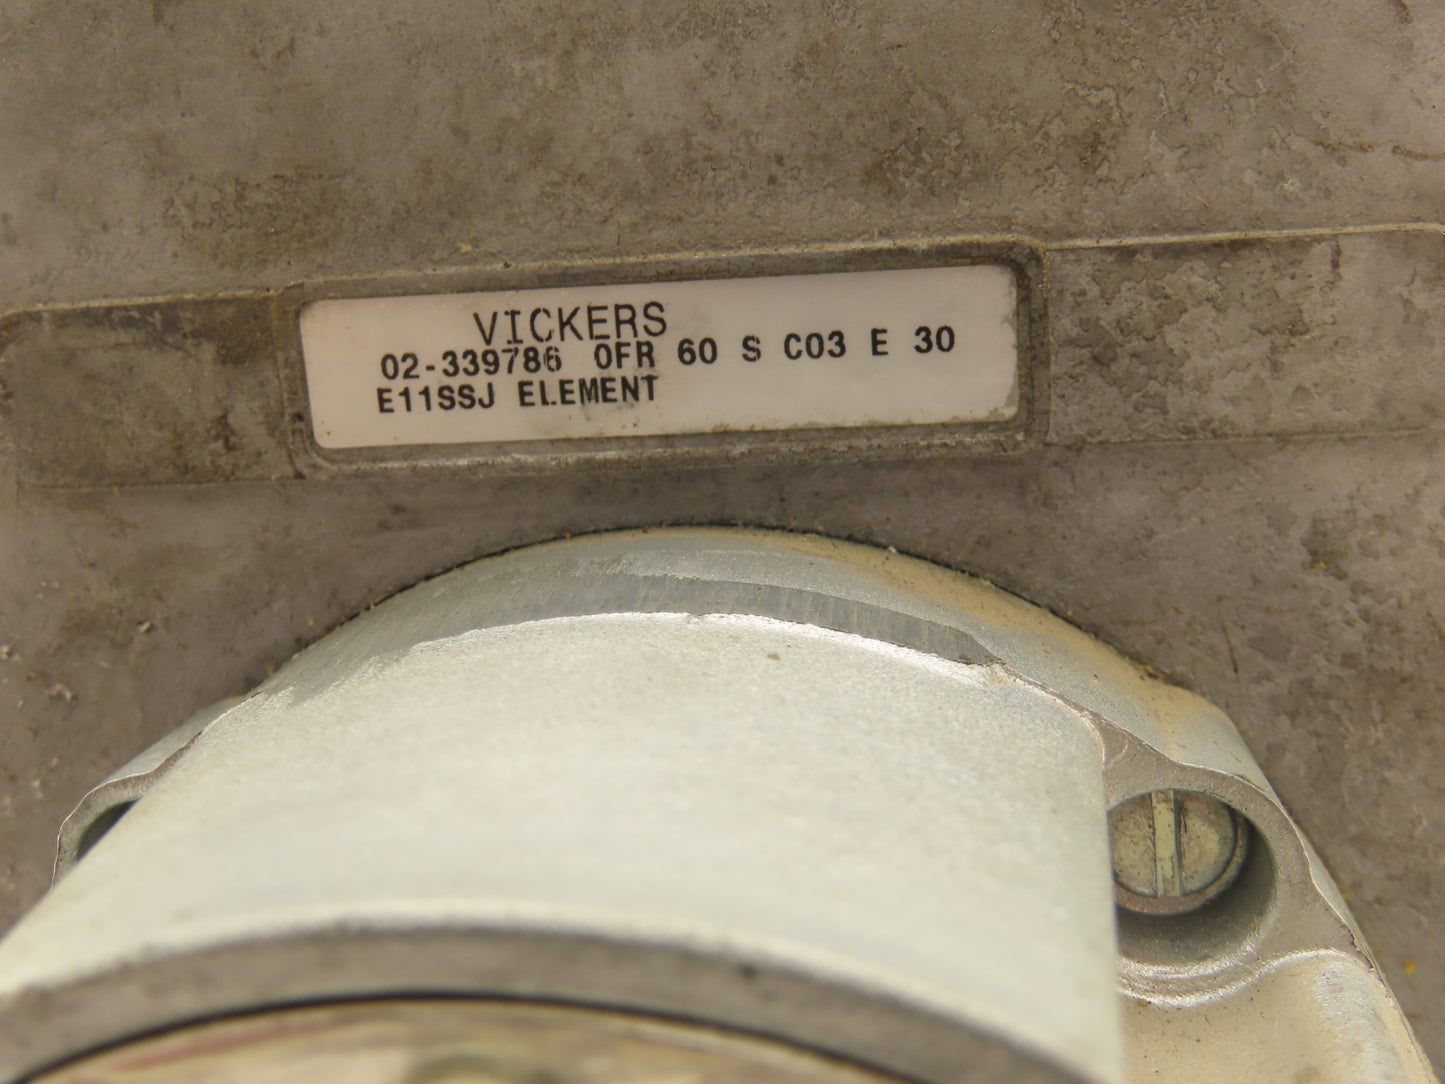 VICKERS
02-339786 OFR 60 S C03 E 30
E11SSJ ELEMENT